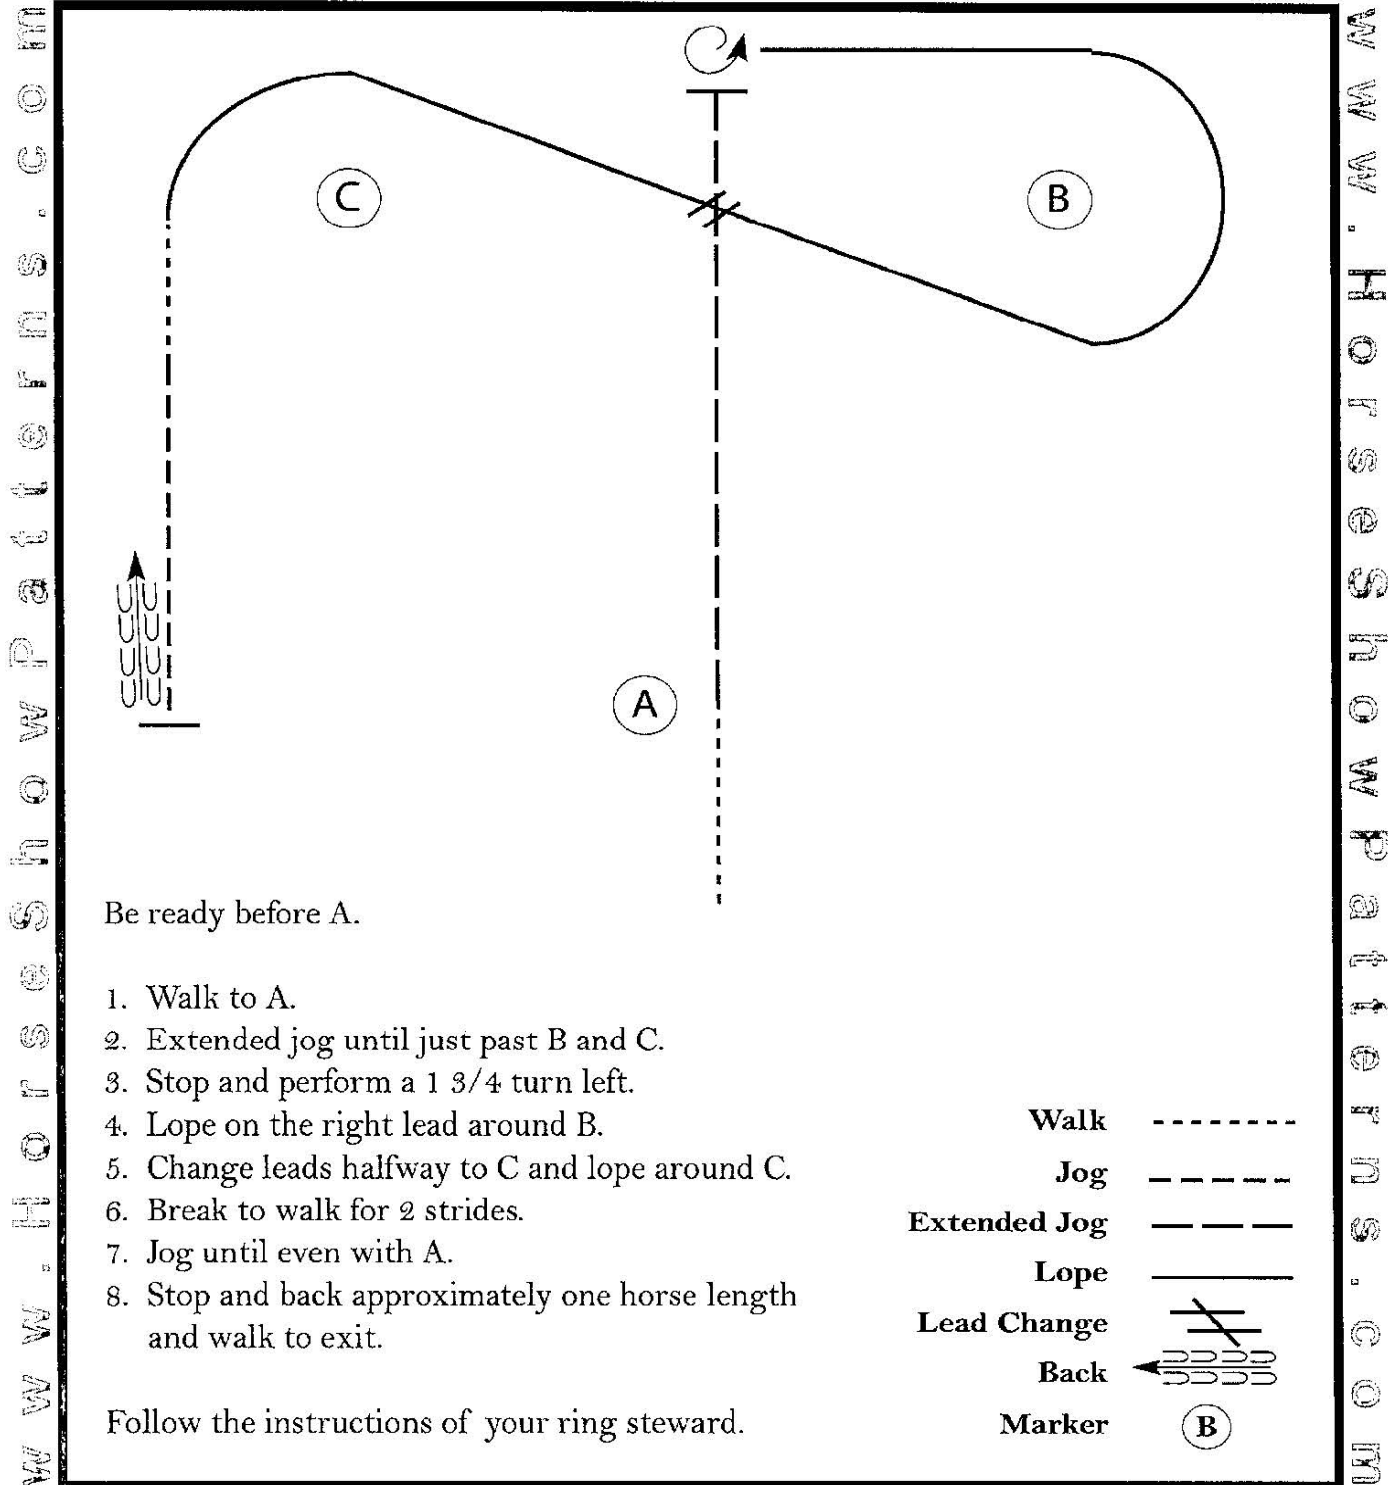 www.HorseShowPatterns.com
www.HorseShowPatterns.com
C
B
A
Be ready before A.
1. Walk to A.
2. Extended jog until just past B and C.
3. Stop and perform a 1 3/4 turn left.
4. Lope on the right lead around B.
5. Change leads halfway to C and lope around C.
6. Break to walk for 2 strides.
7. Jog until even with A.
8. Stop and back approximately one horse length
and walk to exit.
Follow the instructions of your ring steward.
Walk
Jog
Extended Jog
Lope
Lead Change
Back
Marker B